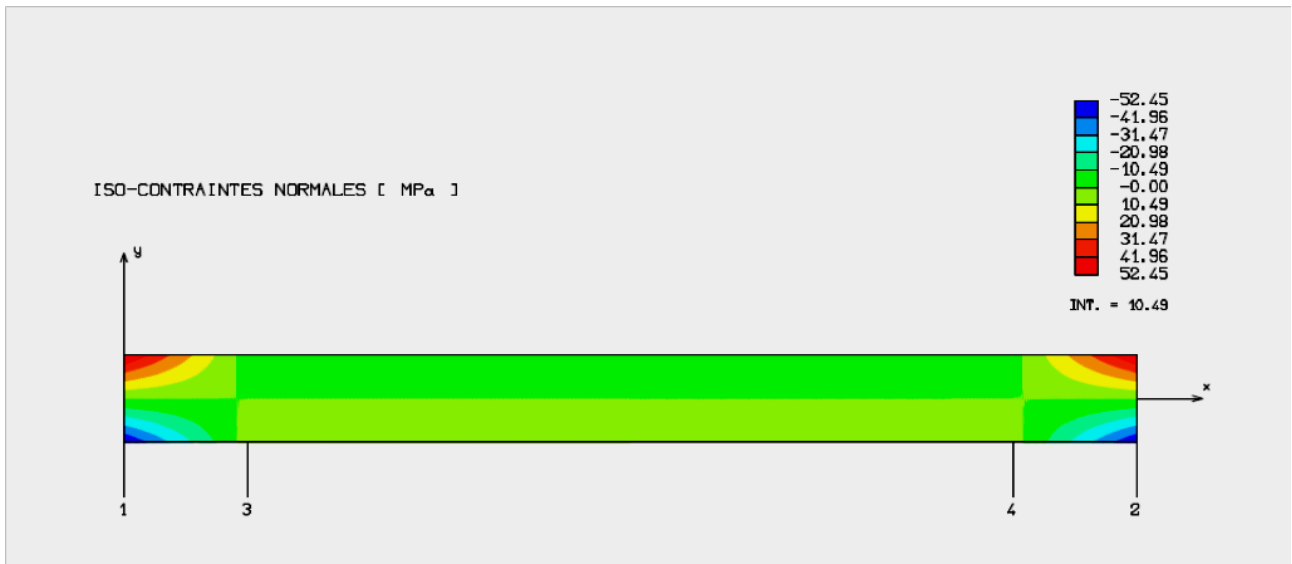 -52.45
-41.96
-31.47
-20.98
-10.49
-0.00
10.49
20.98
31.47
41.96
52.45
ISO-CONTRAINTES NORMALES [ MPa ]
INT. = 10.49
y
x
1 3 4 2